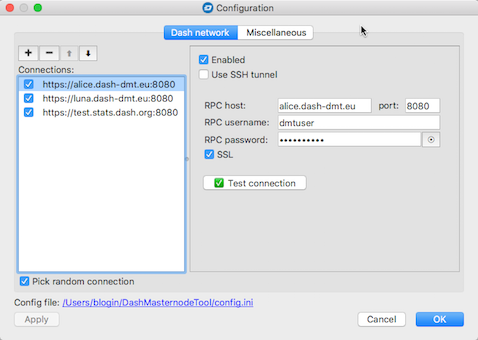 Configuration
Dash network Miscellaneous
Connections:
https://alice.dash-dmt.eu:8080
https://luna.dash-dmt.eu:8080
https://test.stats.dash.org:8080
Enabled
Use SSH tunnel
RPC host: alice.dash-dmt.eu port: 8080
RPC username: dmtuser
RPC password: ••••••••••
SSL
Test connection
Pick random connection
Config file: /Users/blogin/DashMasternodeTool/config.ini
Apply Cancel OK